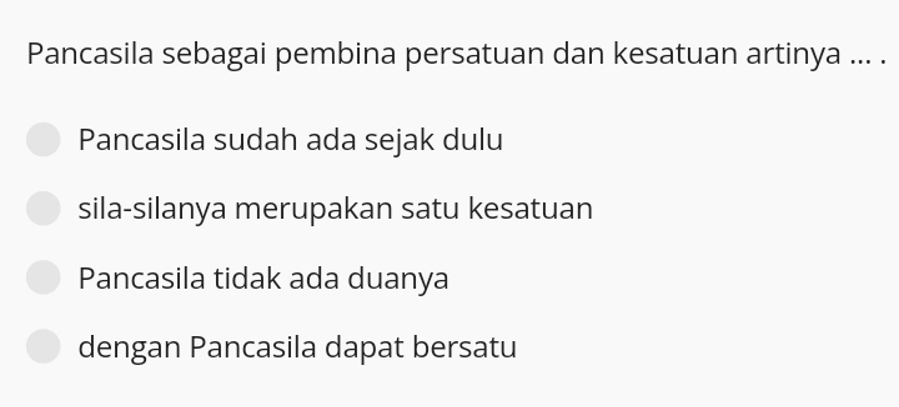 Pancasila sebagai pembina persatuan dan kesatuan artinya ... .
Pancasila sudah ada sejak dulu
sila-silanya merupakan satu kesatuan
Pancasila tidak ada duanya
dengan Pancasila dapat bersatu